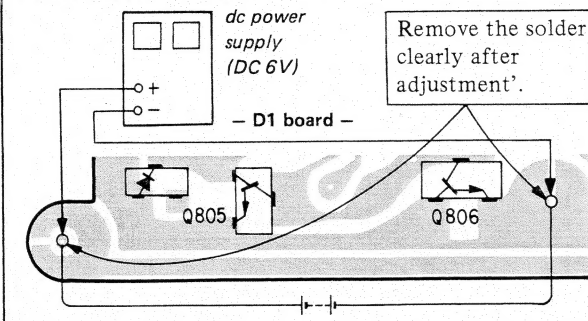 dc power
supply
(DC 6V)
Remove the solder
clearly after
adjustment’.
+
−
– D1 board –
Q805
Q806